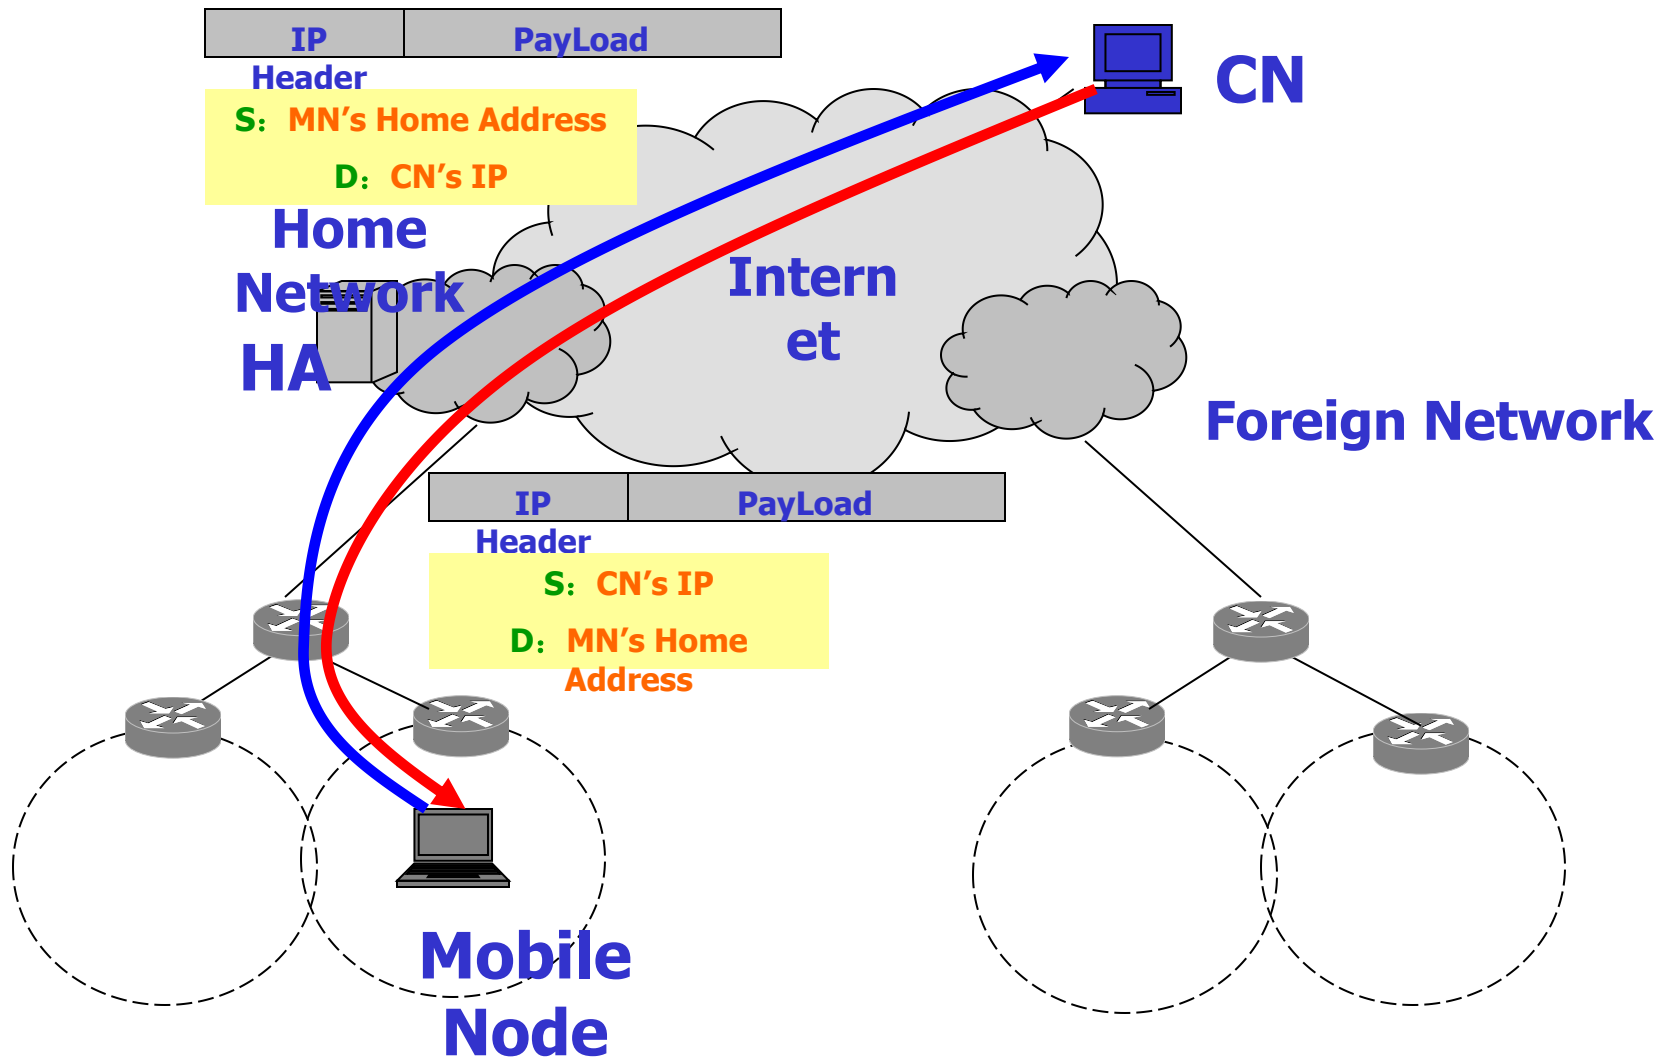 IP PayLoad
Header
S：MN’s Home Address
D：CN’s IP
CN
Home
Network
HA
Intern
et
Foreign Network
IP PayLoad
Header
S：CN’s IP
D：MN’s Home
Address
Mobile
Node